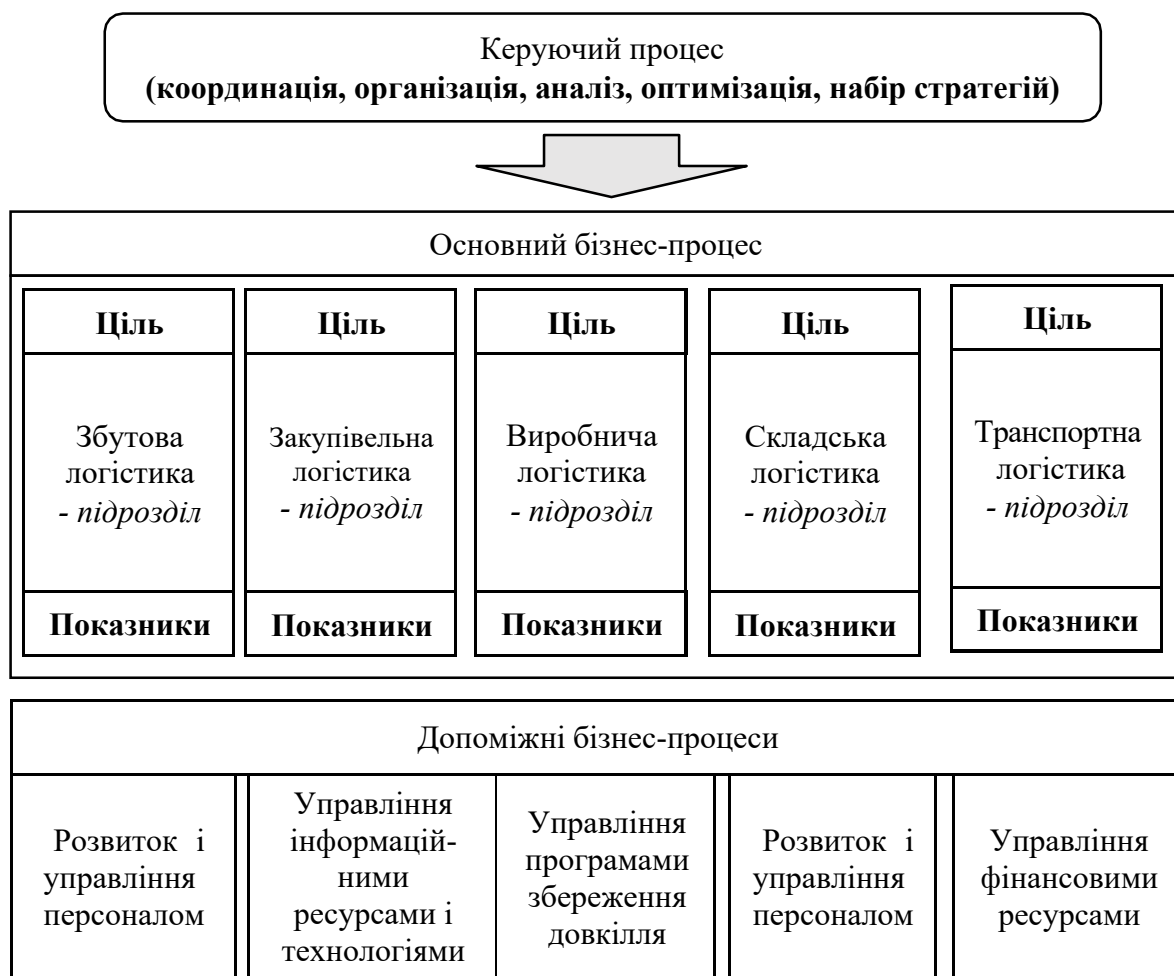 Керуючий процес
(координація, організація, аналіз, оптимізація, набір стратегій)
Основний бізнес-процес
Ціль
Збутова
логістика
- підрозділ
Показники
Ціль
Закупівельна
логістика
- підрозділ
Показники
Ціль
Виробнича
логістика
- підрозділ
Показники
Ціль
Складська
логістика
- підрозділ
Показники
Ціль
Транспортна
логістика
- підрозділ
Показники
Допоміжні бізнес-процеси
Розвиток і
управління
персоналом
Управління
інформацій-
ними
ресурсами і
технологіями
Управління
програмами
збереження
довкілля
Розвиток і
управління
персоналом
Управління
фінансовими
ресурсами